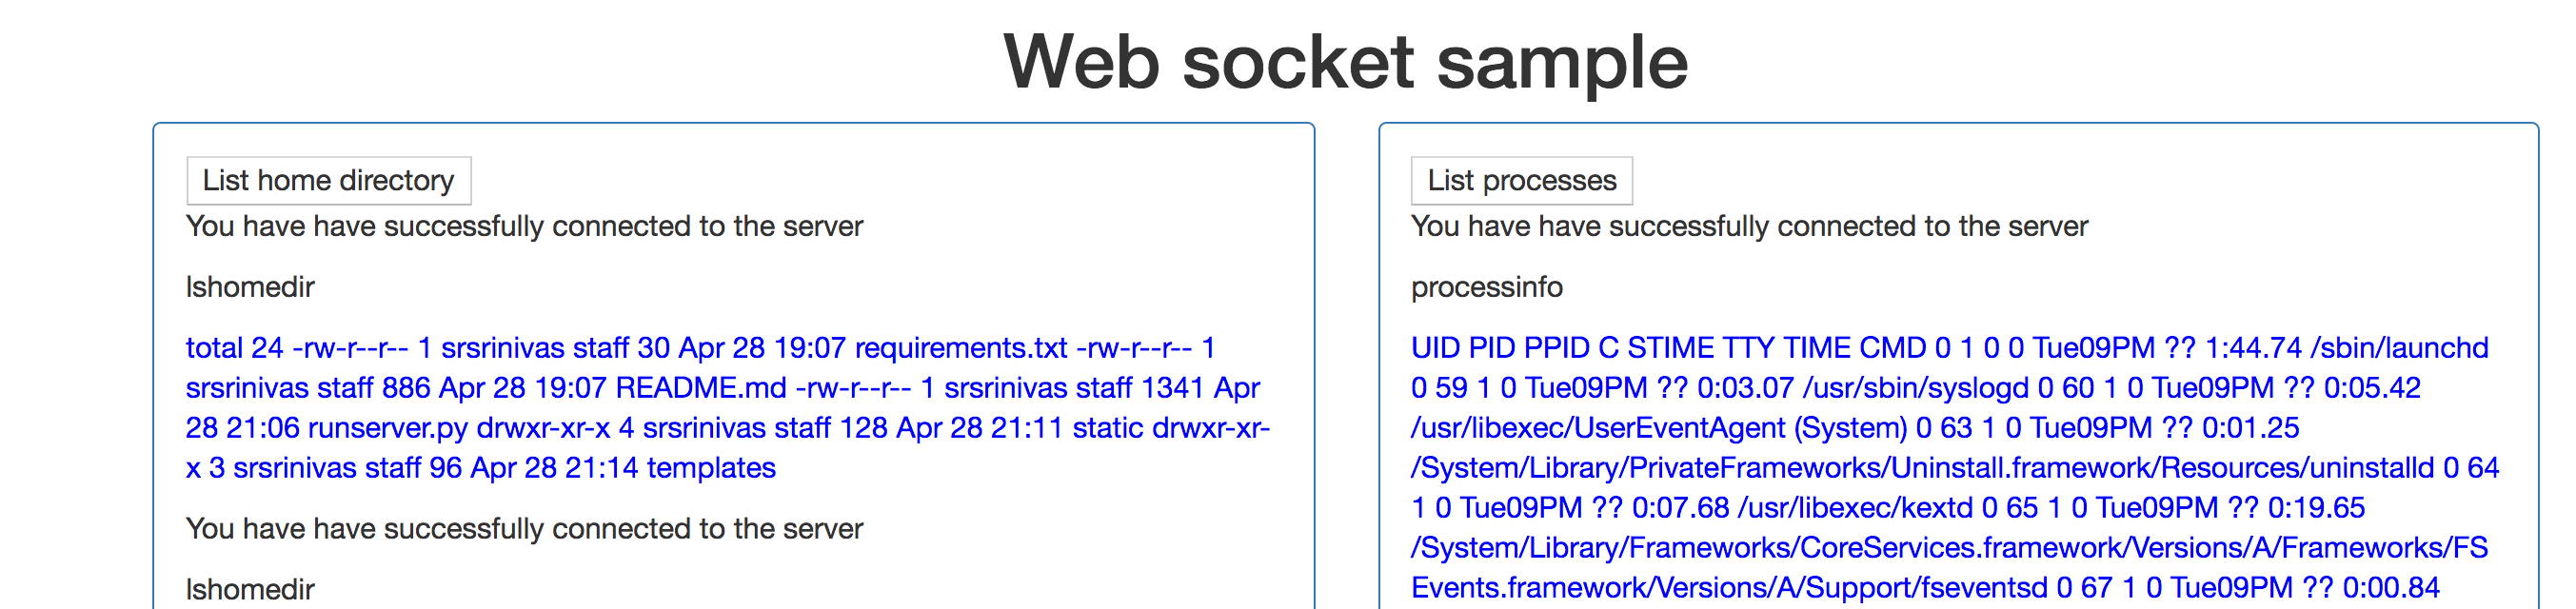 Web socket sample
List home directory
You have have successfully connected to the server
lshomedir
total 24 -rw-r--r-- 1 srsrinivas staff 30 Apr 28 19:07 requirements.txt -rw-r--r-- 1
srsrinivas staff 886 Apr 28 19:07 README.md -rw-r--r-- 1 srsrinivas staff 1341 Apr
28 21:06 runserver.py drwxr-xr-x 4 srsrinivas staff 128 Apr 28 21:11 static drwxr-xr-
x 3 srsrinivas staff 96 Apr 28 21:14 templates
You have have successfully connected to the server
lshomedir
List processes
You have have successfully connected to the server
processinfo
UID PID PPID C STIME TTY TIME CMD 0 1 0 0 Tue09PM ?? 1:44.74 /sbin/launchd
0 59 1 0 Tue09PM ?? 0:03.07 /usr/sbin/syslogd 0 60 1 0 Tue09PM ?? 0:05.42
/usr/libexec/UserEventAgent (System) 0 63 1 0 Tue09PM ?? 0:01.25
/System/Library/PrivateFrameworks/Uninstall.framework/Resources/uninstalld 0 64
1 0 Tue09PM ?? 0:07.68 /usr/libexec/kextd 0 65 1 0 Tue09PM ?? 0:19.65
/System/Library/Frameworks/CoreServices.framework/Versions/A/Frameworks/FS
Events.framework/Versions/A/Support/fseventsd 0 67 1 0 Tue09PM ?? 0:00.84